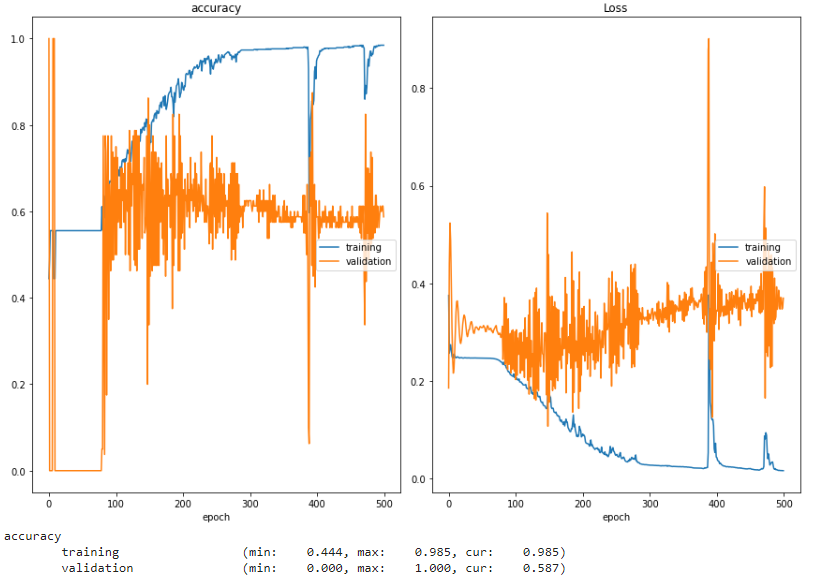 accuracy
1.0
0.8
0.6
0.4
0.2
0.0
training
validation
0 100 200 300 400 500
epoch
Loss
0.8
0.6
0.4
0.2
0.0
training
validation
0 100 200 300 400 500
epoch
accuracy
training (min: 0.444, max: 0.985, cur: 0.985)
validation (min: 0.000, max: 1.000, cur: 0.587)